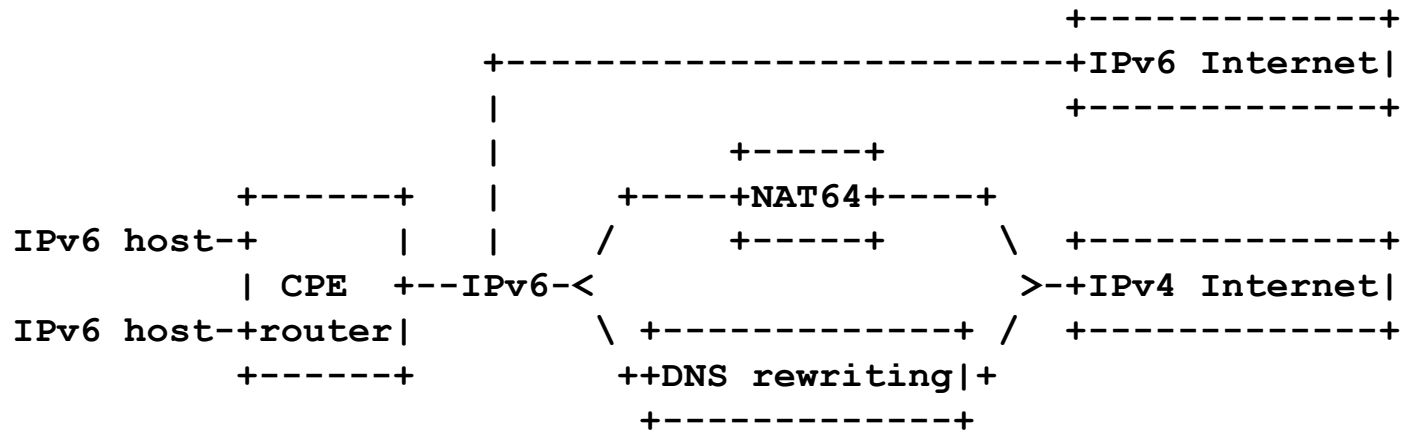 +-------------+
                     +-------------------------+IPv6 Internet|
                     |                         +-------------+
                     |          +-----+
          +------+   |     +----+NAT64+----+
IPv6 host-+      |   |    /     +-----+     \  +-------------+
          | CPE  +--IPv6-<                   >-+IPv4 Internet|
IPv6 host-+router|        \ +-------------+ /  +-------------+
          +------+         ++DNS rewriting|+
                            +-------------+